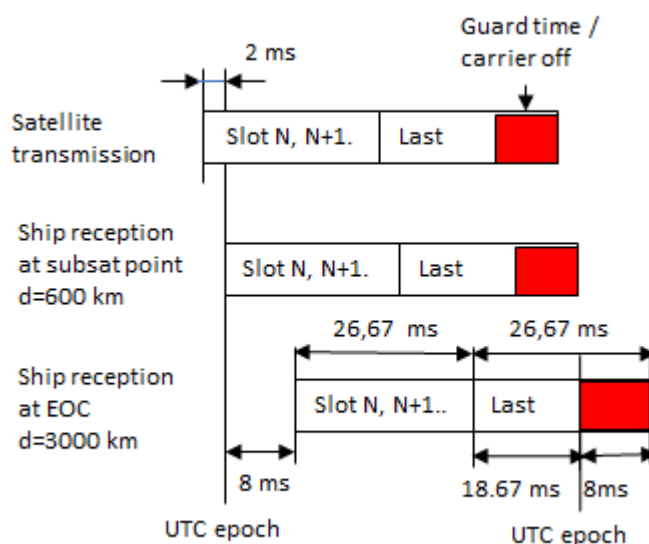 Guard time /
carrier off
2 ms
Satellite
transmission
Slot N, N+1.
Last
Ship reception
at subsat point
d=600 km
Slot N, N+1.
Last
26,67 ms
26,67 ms
Ship reception
at EOC
d=3000 km
Slot N, N+1..
Last
8 ms
18.67 ms
8ms
UTC epoch
UTC epoch